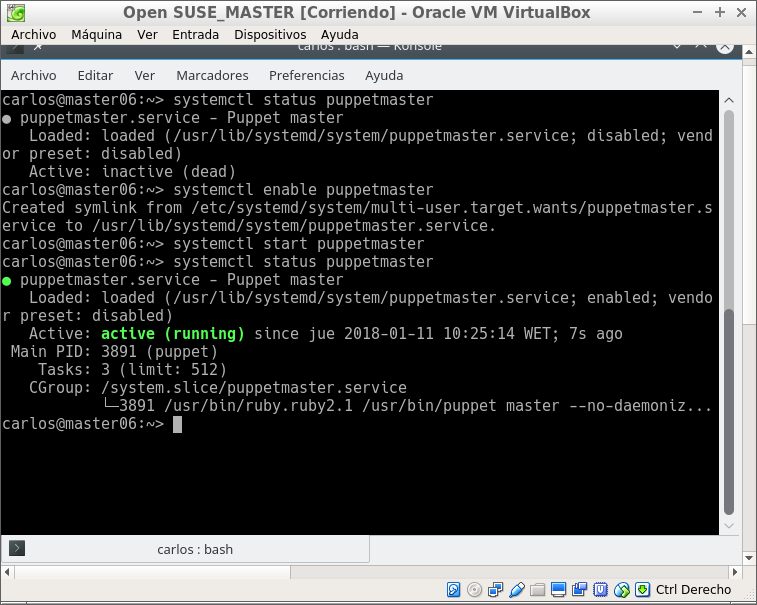 Open SUSE_MASTER [Corriendo] - Oracle VM VirtualBox
Archivo Máquina Ver Entrada Dispositivos Ayuda
carlos : bash — Konsole
Archivo Editar Ver Marcadores Preferencias Ayuda
carlos@master06:~> systemctl status puppetmaster
● puppetmaster.service - Puppet master
Loaded: loaded (/usr/lib/systemd/system/puppetmaster.service; disabled; vend
or preset: disabled)
Active: inactive (dead)
carlos@master06:~> systemctl enable puppetmaster
Created symlink from /etc/systemd/system/multi-user.target.wants/puppetmaster.s
ervice to /usr/lib/systemd/system/puppetmaster.service.
carlos@master06:~> systemctl start puppetmaster
carlos@master06:~> systemctl status puppetmaster
● puppetmaster.service - Puppet master
Loaded: loaded (/usr/lib/systemd/system/puppetmaster.service; enabled; vendo
r preset: disabled)
Active: active (running) since jue 2018-01-11 10:25:14 WET; 7s ago
Main PID: 3891 (puppet)
Tasks: 3 (limit: 512)
CGroup: /system.slice/puppetmaster.service
└─3891 /usr/bin/ruby.ruby2.1 /usr/bin/puppet master --no-daemoniz...
carlos@master06:~>
carlos : bash
Ctrl Derecho